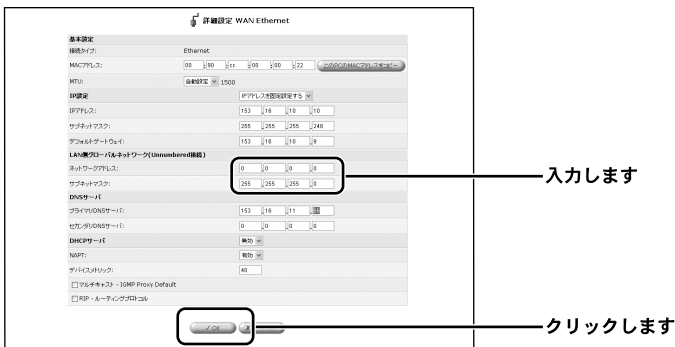 詳細設定 WAN Ethernet
基本設定
接続タイプ: Ethernet
MACアドレス: 00 :90 :cc :00 :00 :22 このPCのMACアドレスをコピー
MTU: 自動設定 1500
IP設定 IPアドレスを固定設定する
IPアドレス: 153 .16 .10 .10
サブネットマスク: 255 .255 .255 .248
デフォルトゲートウェイ: 153 .16 .10 .9
LAN側グローバルネットワーク(Unnumbered接続)
ネットワークアドレス: 0 .0 .0 .0
入力します
サブネットマスク: 255 .255 .255 .0
DNSサーバ
プライマリDNSサーバ: 153 .16 .11
セカンダリDNSサーバ: 0 .0 .0 .0
DHCPサーバ 無効
NAPT: 有効
デバイスメトリック: 40
マルチキャスト - IGMP Proxy Default
RIP - ルーティングプロトコル
✓ OK
クリックします